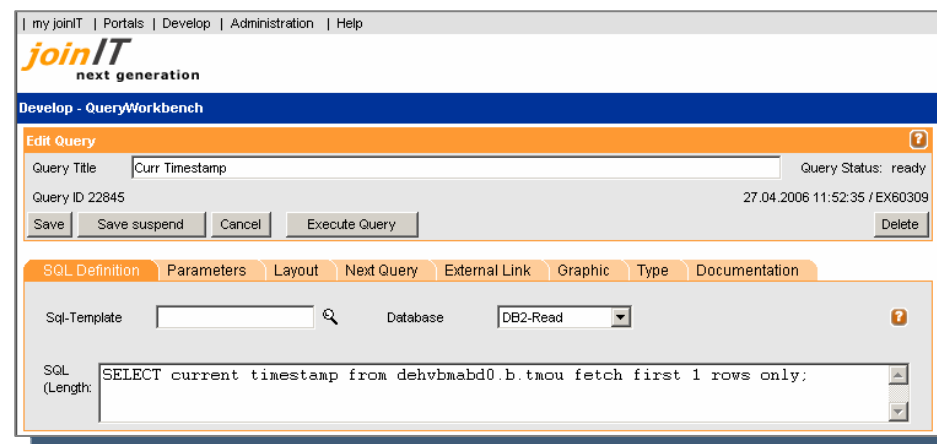 | my joinIT | Portals | Develop | Administration | Help
joinIT
next generation
Develop - QueryWorkbench
Edit Query
?
Query Title Curr Timestamp Query Status: ready
Query ID 22845 27.04.2006 11:52:35 / EX60309
Save Save suspend Cancel Execute Query Delete
SQL Definition Parameters Layout Next Query External Link Graphic Type Documentation
Sql-Template Database DB2-Read ?
SQL
(Length:
SELECT current timestamp from dehvbmabd0.b.tmou fetch first 1 rows only;